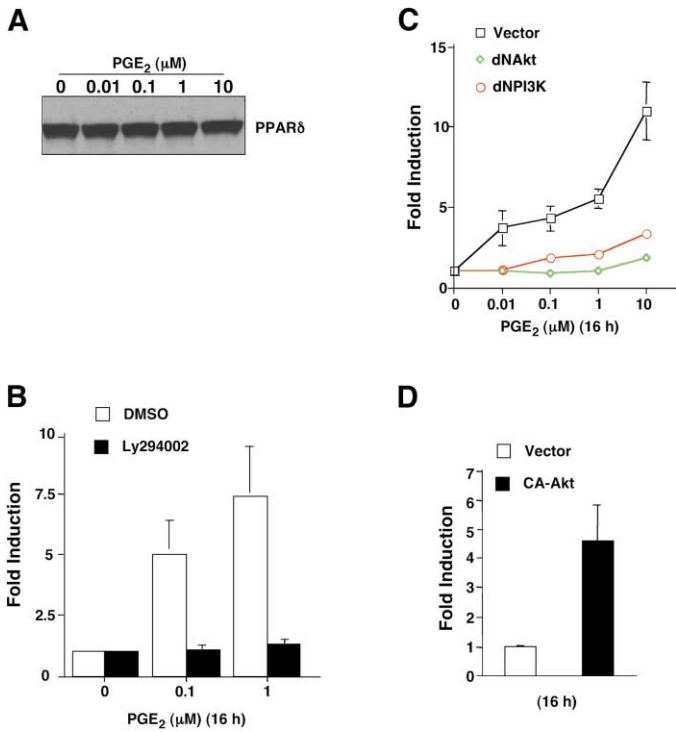 A
PGE2 (μM)
0 0.01 0.1 1 10
PPARδ
B
DMSO
Ly294002
10
7.5
5
2.5
0
Fold Induction
0 0.1 1
PGE2 (μM) (16 h)
C
Vector
dNAkt
dNPI3K
15
10
5
0
Fold Induction
0 0.01 0.1 1 10
PGE2 (μM) (16 h)
D
Vector
CA-Akt
7
6
5
4
3
2
1
0
Fold Induction
(16 h)